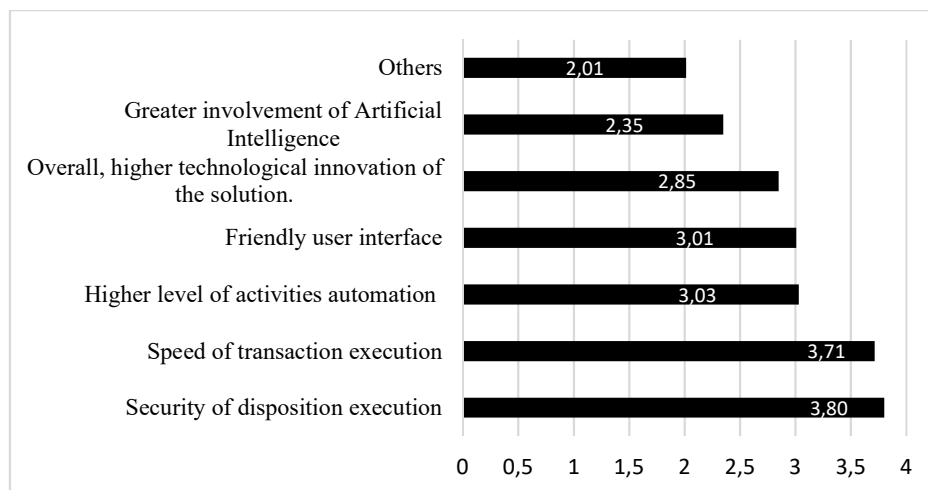 Others
2,01
Greater involvement of Artificial
Intelligence
2,35
Overall, higher technological innovation of
the solution.
2,85
Friendly user interface
3,01
Higher level of activities automation
3,03
Speed of transaction execution
3,71
Security of disposition execution
3,80
0 0,5 1 1,5 2 2,5 3 3,5 4